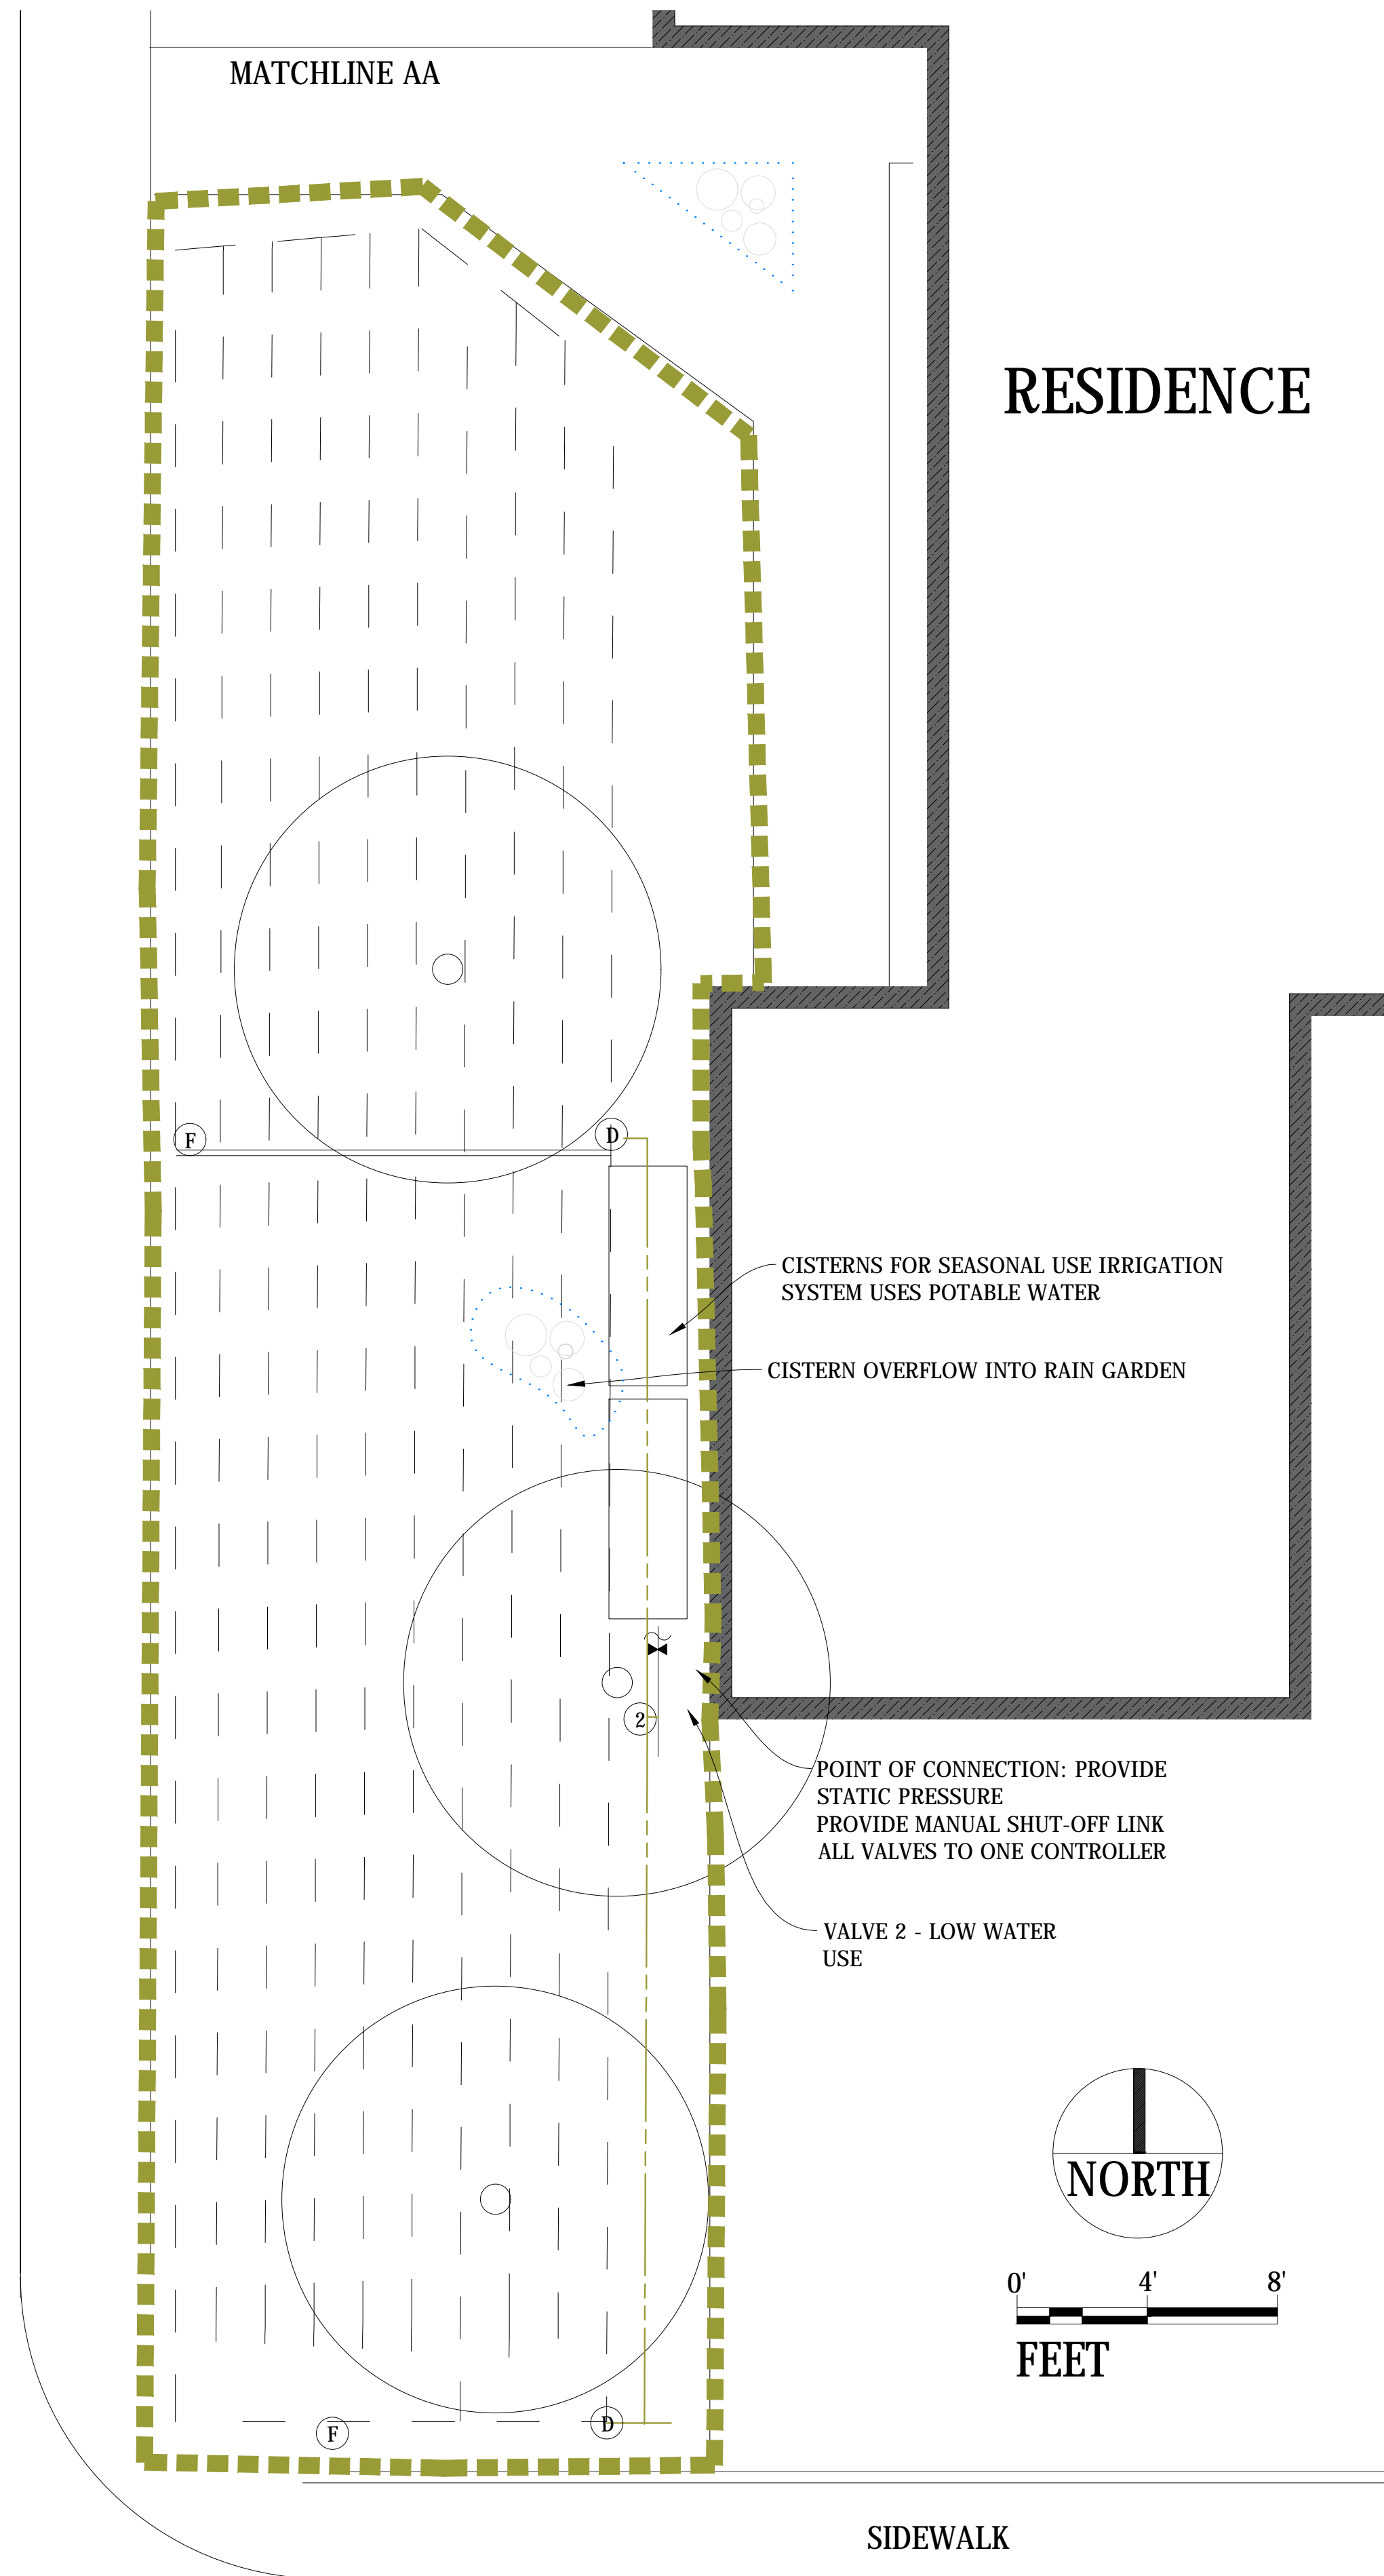 MATCHLINE AA
RESIDENCE
F
D
CISTERNS FOR SEASONAL USE IRRIGATION
SYSTEM USES POTABLE WATER
CISTERN OVERFLOW INTO RAIN GARDEN
2
POINT OF CONNECTION: PROVIDE
STATIC PRESSURE
PROVIDE MANUAL SHUT-OFF LINK
ALL VALVES TO ONE CONTROLLER
VALVE 2 - LOW WATER
USE
NORTH
0' 4' 8'
FEET
F
D
SIDEWALK